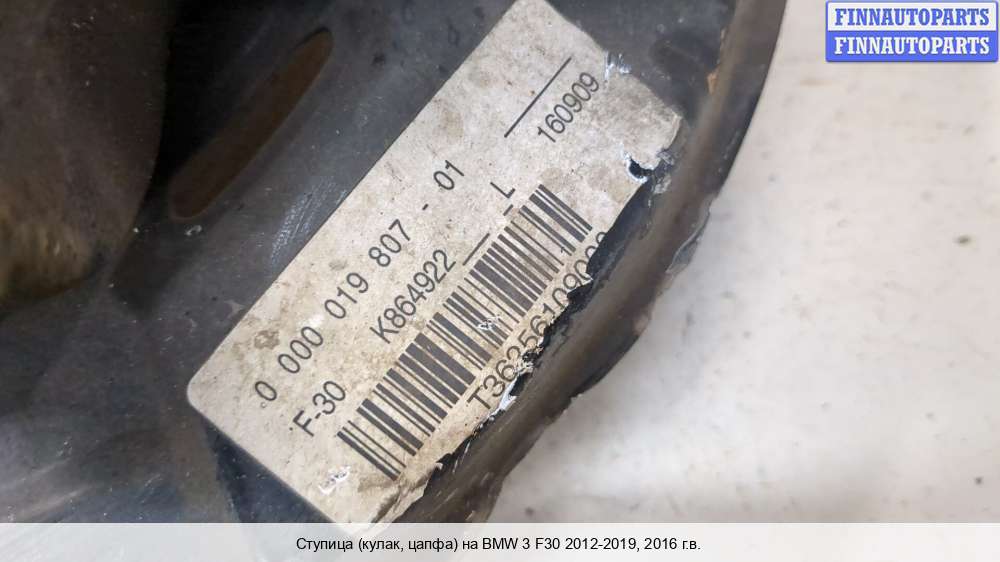 FINNAUTOPARTS
FINNAUTOPARTS
0 000 019 807 - 01
160909
F-30
K864922
L
Ступица (кулак, цапфа) на BMW 3 F30 2012-2019, 2016 г.в.